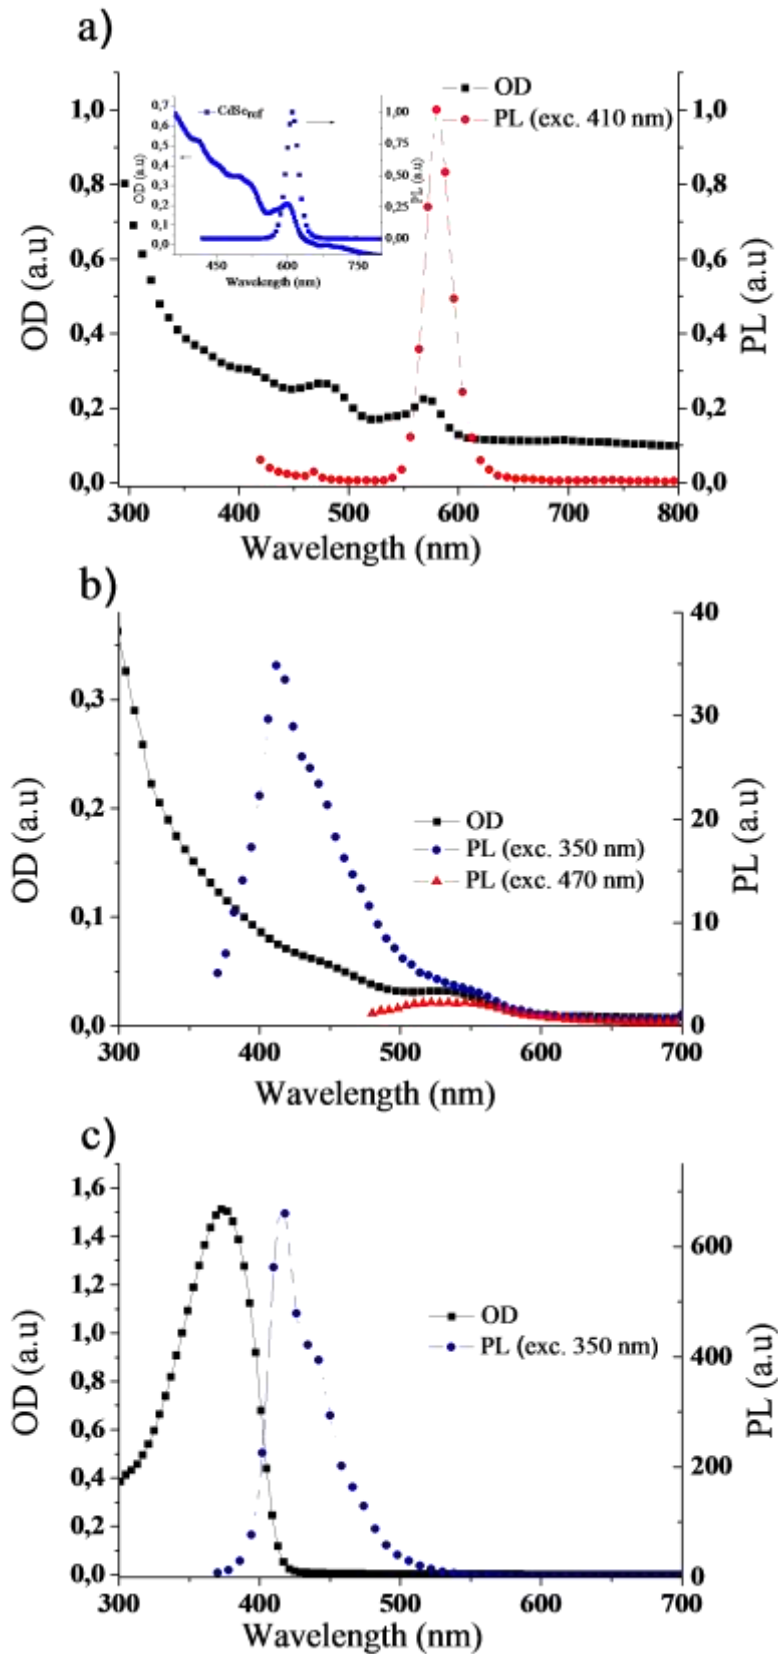 a)
OD
PL (exc. 410 nm)
1,0
0,8
0,6
0,4
0,2
0,0
OD (a.u)
1,0
0,8
0,6
0,4
0,2
0,0
PL (a.u)
300 400 500 600 700 800
Wavelength (nm)
CdSe ref
0,7
0,6
0,5
0,4
0,3
0,2
0,1
0,0
OD (a.u)
1,00
0,75
0,50
0,25
0,00
PL (a.u)
450 600 750
Wavelength (nm)
b)
0,3
0,2
0,1
0,0
OD (a.u)
40
30
20
10
0
PL (a.u)
OD
PL (exc. 350 nm)
PL (exc. 470 nm)
300 400 500 600 700
Wavelength (nm)
c)
1,6
1,4
1,2
1,0
0,8
0,6
0,4
0,2
0,0
OD (a.u)
600
400
200
0
PL (a.u)
OD
PL (exc. 350 nm)
300 400 500 600 700
Wavelength (nm)